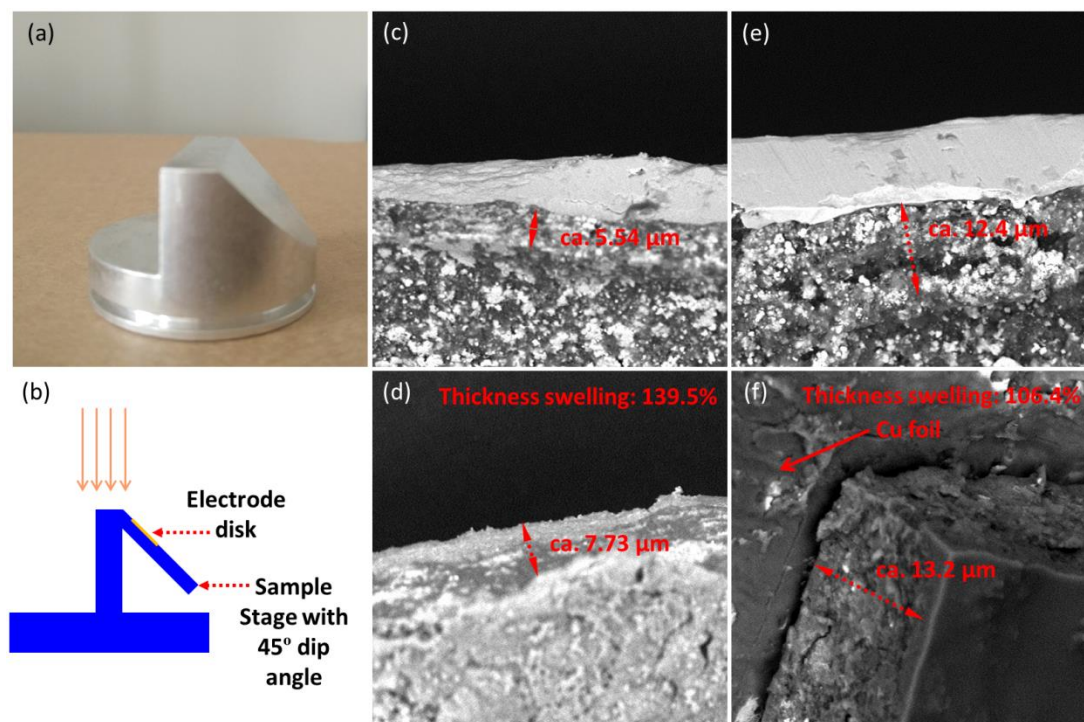 (a)
(b)
Electrode
disk
Sample
Stage with
45° dip
angle
(c)
ca. 5.54 μm
(d)
Thickness swelling: 139.5%
ca. 7.73 μm
(e)
ca. 12.4 μm
(f)
Thickness swelling: 106.4%
Cu foil
ca. 13.2 μm